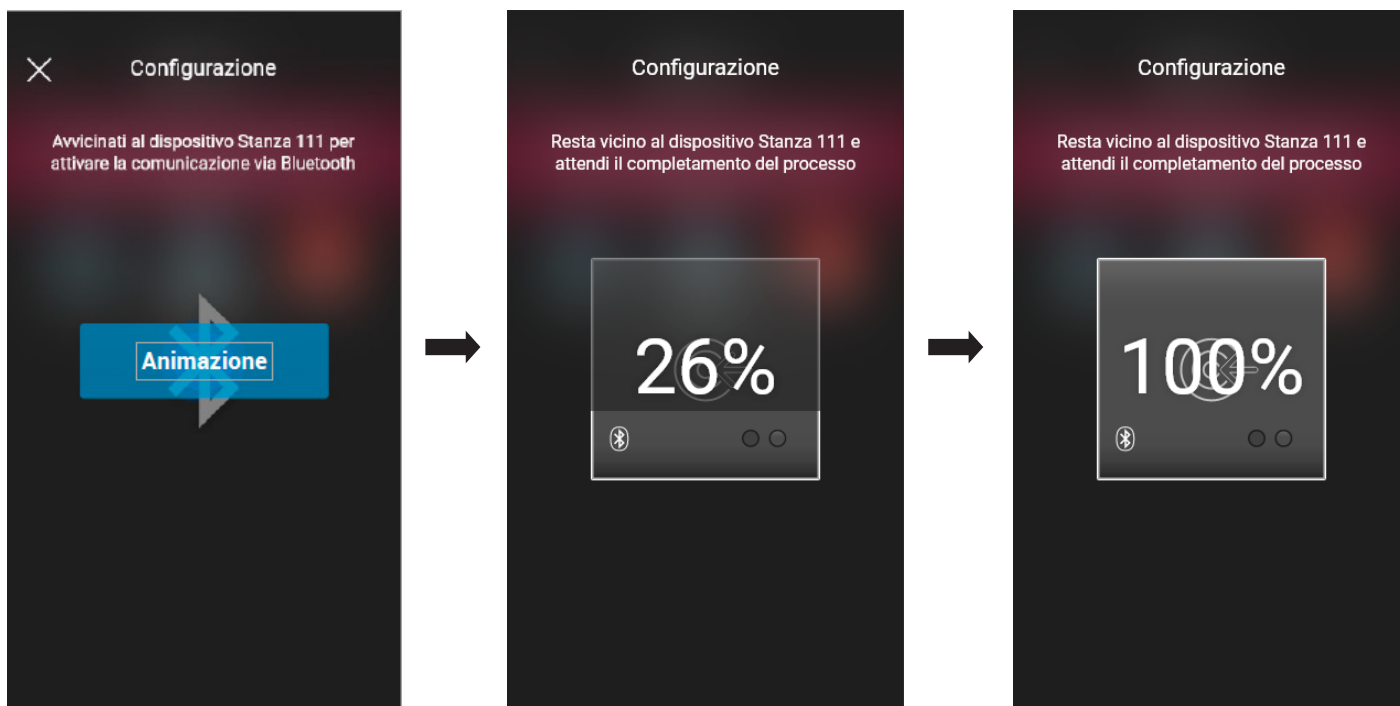 Configurazione
Avvicinati al dispositivo Stanza 111 per
attivare la comunicazione via Bluetooth
Animazione
Configurazione
Resta vicino al dispositivo Stanza 111 e
attendi il completamento del processo
26%
Configurazione
Resta vicino al dispositivo Stanza 111 e
attendi il completamento del processo
100%